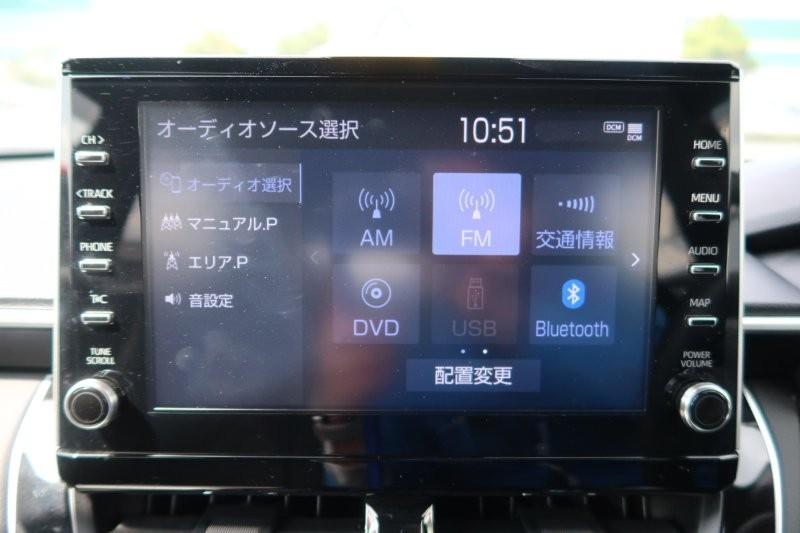 オーディオソース選択
10:51
DCM
DCM
オーディオ選択
マニュアル.P
エリア.P
音設定
AM
FM
交通情報
DVD
USB
Bluetooth
配置変更
CH >
< TRACK
PHONE
T-C
TUNE
SCROLL
HOME
MENU
AUDIO
MAP
POWER
VOLUME